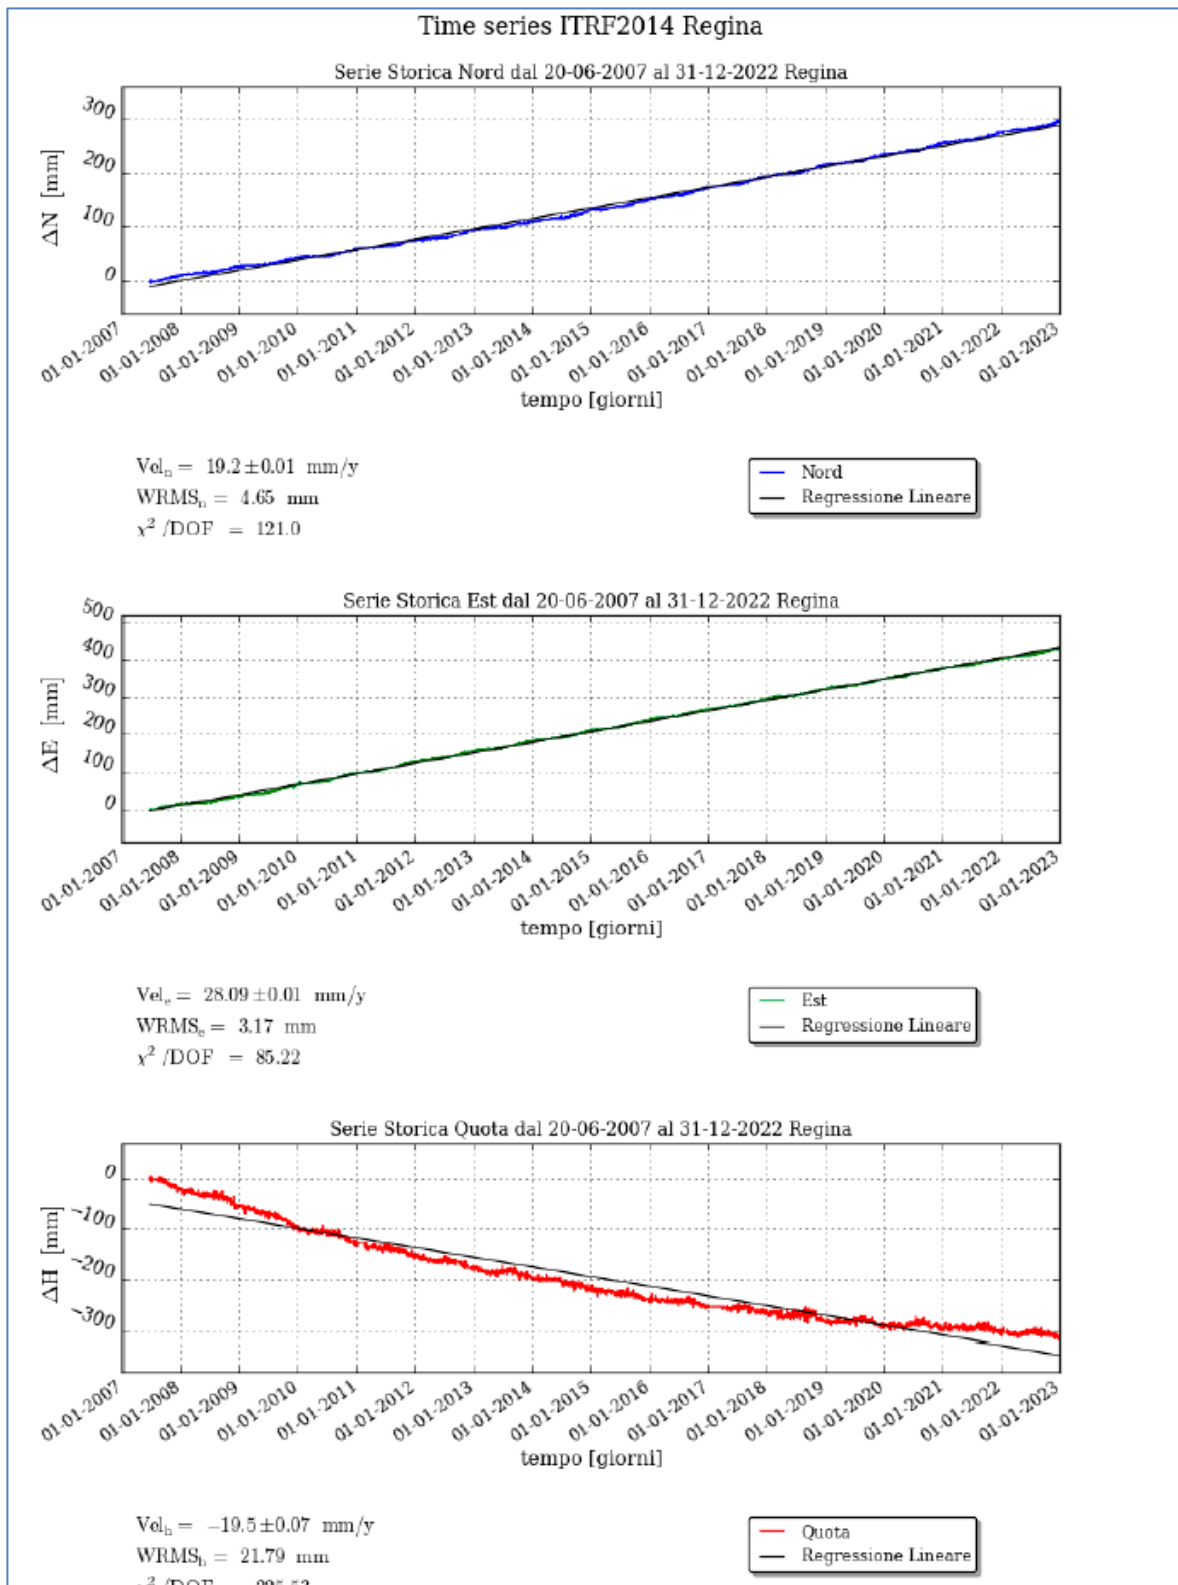 Time series ITRF2014 Regina
Serie Storica Nord dal 20-06-2007 al 31-12-2022 Regina
300
200
100
0
ΔN [mm]
01-01-2007 01-01-2008 01-01-2009 01-01-2010 01-01-2011 01-01-2012 01-01-2013 01-01-2014 01-01-2015 01-01-2016 01-01-2017 01-01-2018 01-01-2019 01-01-2020 01-01-2021 01-01-2022 01-01-2023
tempo [giorni]
Velₙ = 19.2±0.01 mm/y
WRMSₙ = 4.65 mm
χ² /DOF = 121.0
Nord
Regressione Lineare
Serie Storica Est dal 20-06-2007 al 31-12-2022 Regina
500
400
300
200
100
0
ΔE [mm]
01-01-2007 01-01-2008 01-01-2009 01-01-2010 01-01-2011 01-01-2012 01-01-2013 01-01-2014 01-01-2015 01-01-2016 01-01-2017 01-01-2018 01-01-2019 01-01-2020 01-01-2021 01-01-2022 01-01-2023
tempo [giorni]
Velₑ = 28.09±0.01 mm/y
WRMSₑ = 3.17 mm
χ² /DOF = 85.22
Est
Regressione Lineare
Serie Storica Quota dal 20-06-2007 al 31-12-2022 Regina
0
−100
−200
−300
ΔH [mm]
01-01-2007 01-01-2008 01-01-2009 01-01-2010 01-01-2011 01-01-2012 01-01-2013 01-01-2014 01-01-2015 01-01-2016 01-01-2017 01-01-2018 01-01-2019 01-01-2020 01-01-2021 01-01-2022 01-01-2023
tempo [giorni]
Velₕ = −19.5±0.07 mm/y
WRMSₕ = 21.79 mm
χ² /DOF
Quota
Regressione Lineare